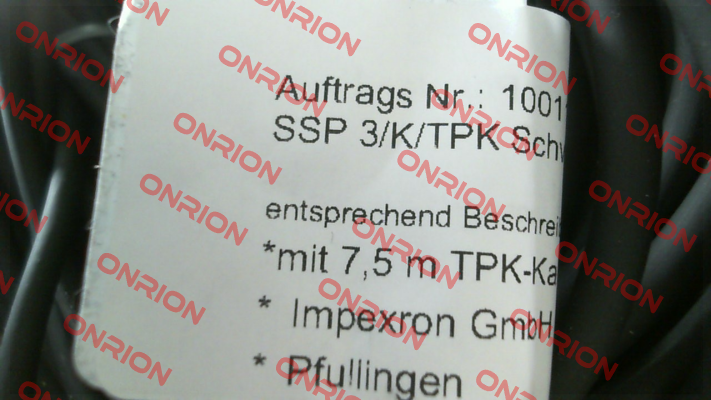 Auftrags Nr.: 1001
SSP 3/K/TPK Schw
entsprechend Beschrei
*mit 7,5 m TPK-Ka
* Impexron GmbH
* Pfullingen